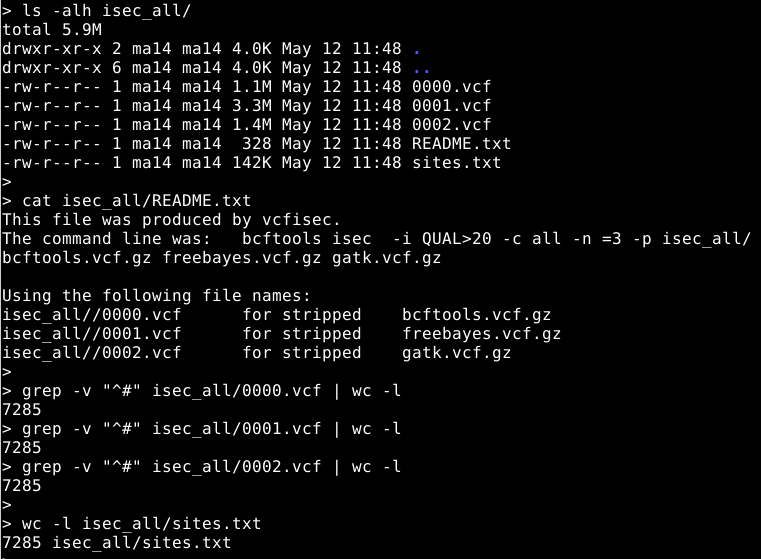 > ls -alh isec_all/
total 5.9M
drwxr-xr-x 2 ma14 ma14 4.0K May 12 11:48 .
drwxr-xr-x 6 ma14 ma14 4.0K May 12 11:48 ..
-rw-r--r-- 1 ma14 ma14 1.1M May 12 11:48 0000.vcf
-rw-r--r-- 1 ma14 ma14 3.3M May 12 11:48 0001.vcf
-rw-r--r-- 1 ma14 ma14 1.4M May 12 11:48 0002.vcf
-rw-r--r-- 1 ma14 ma14  328 May 12 11:48 README.txt
-rw-r--r-- 1 ma14 ma14 142K May 12 11:48 sites.txt
>
> cat isec_all/README.txt
This file was produced by vcfisec.
The command line was:   bcftools isec  -i QUAL>20 -c all -n =3 -p isec_all/
bcftools.vcf.gz freebayes.vcf.gz gatk.vcf.gz

Using the following file names:
isec_all//0000.vcf      for stripped    bcftools.vcf.gz
isec_all//0001.vcf      for stripped    freebayes.vcf.gz
isec_all//0002.vcf      for stripped    gatk.vcf.gz
>
> grep -v "^#" isec_all/0000.vcf | wc -l
7285
> grep -v "^#" isec_all/0001.vcf | wc -l
7285
> grep -v "^#" isec_all/0002.vcf | wc -l
7285
>
> wc -l isec_all/sites.txt
7285 isec_all/sites.txt